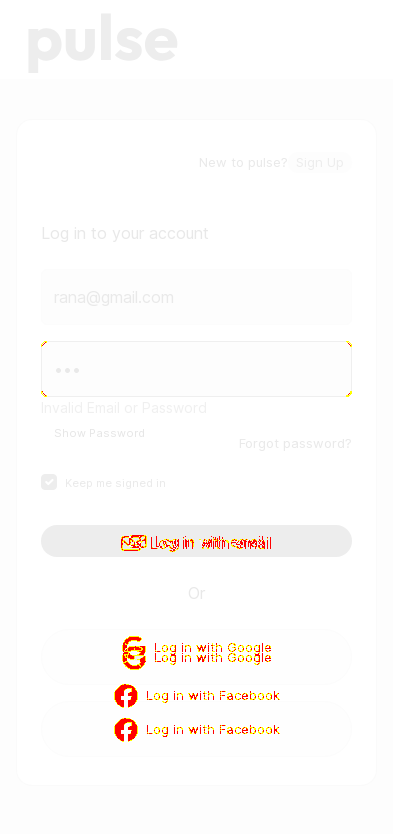 pulse
New to pulse? Sign Up
Log in to your account
rana@gmail.com
Invalid Email or Password
Show Password
Forgot password?
Keep me signed in
Log in with email
Or
Log in with Google
Log in with Google
Log in with Facebook
Log in with Facebook